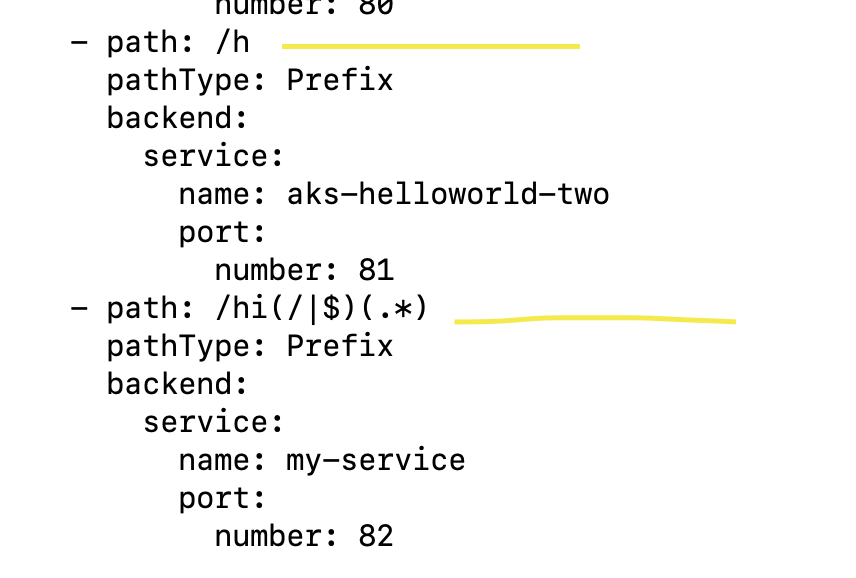 number: 80
- path: /h
pathType: Prefix
backend:
service:
name: aks-helloworld-two
port:
number: 81
- path: /hi(/|$)(.*)
pathType: Prefix
backend:
service:
name: my-service
port:
number: 82